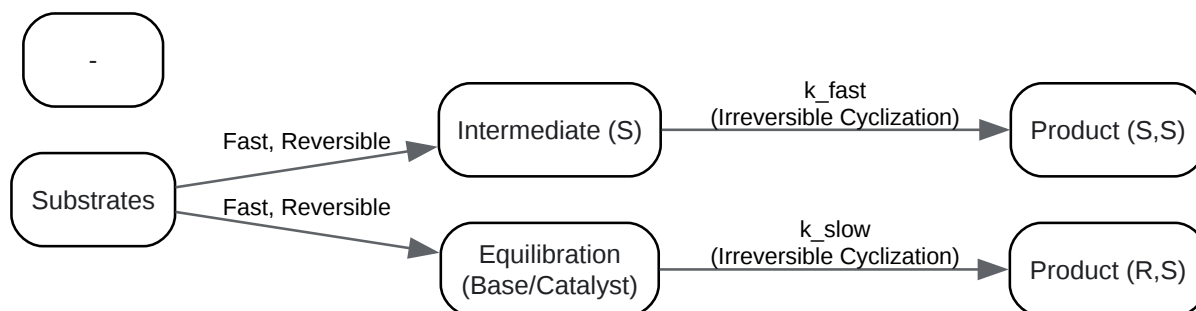 -
Substrates
Fast, Reversible
Fast, Reversible
Intermediate (S)
Equilibration
(Base/Catalyst)
k_fast
(Irreversible Cyclization)
k_slow
(Irreversible Cyclization)
Product (S,S)
Product (R,S)